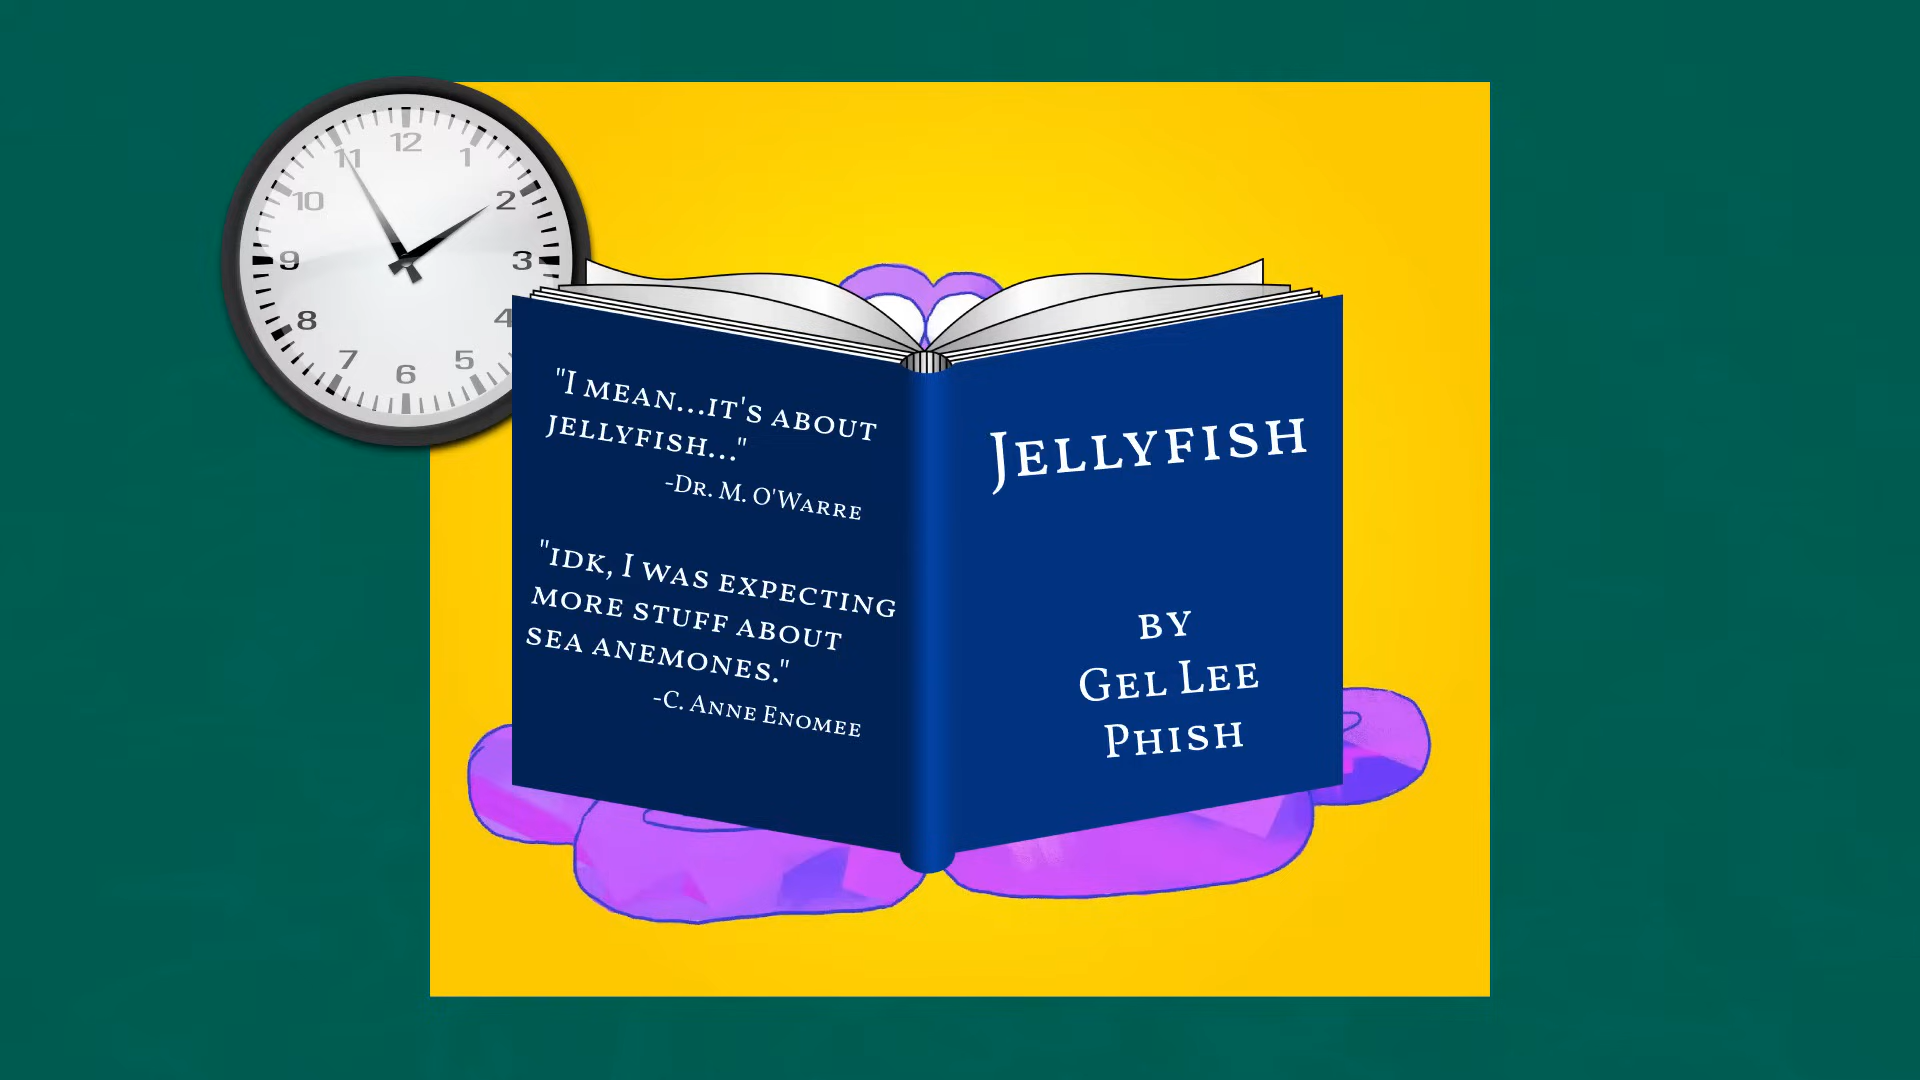 12
11
1
10
2
9
3
8
4
7
5
6
"I MEAN...IT'S ABOUT
JELLYFISH..."
-DR. M. O'WARRE
"IDK, I WAS EXPECTING
MORE STUFF ABOUT
SEA ANEMONES."
-C. ANNE ENOMEE
JELLYFISH
BY
GEL LEE
PHISH